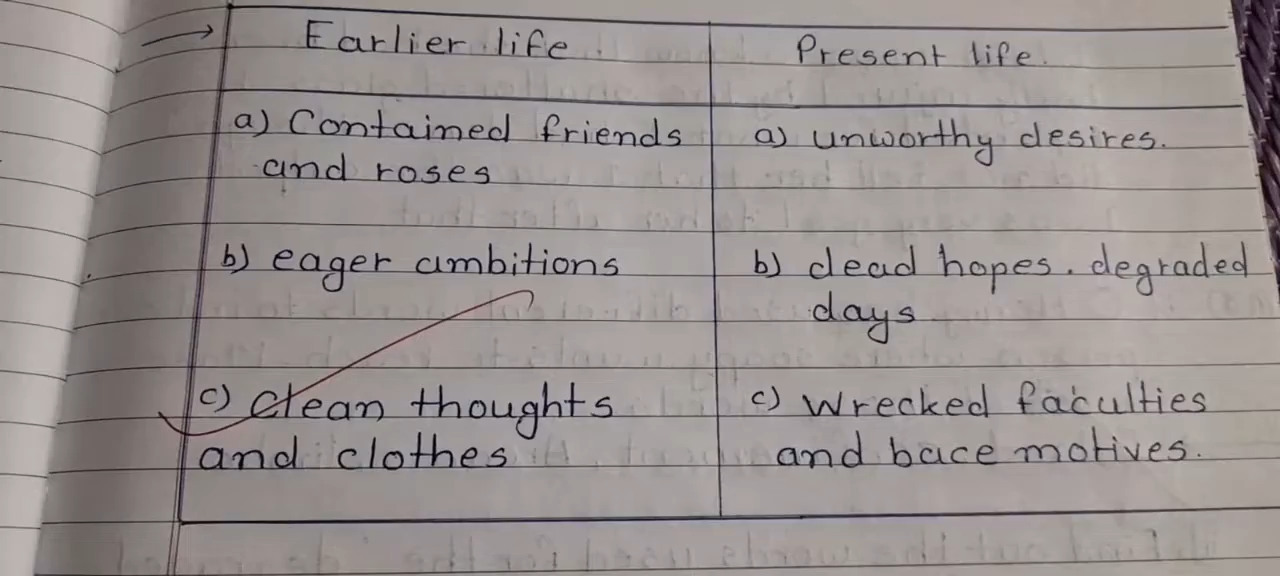 → Earlier life. Present life.
a) Contained friends
and roses
a) unworthy desires.
b) eager ambitions
b) dead hopes. degraded
days
c) clean thoughts
and clothes
c) Wrecked faculties
and bace motives.